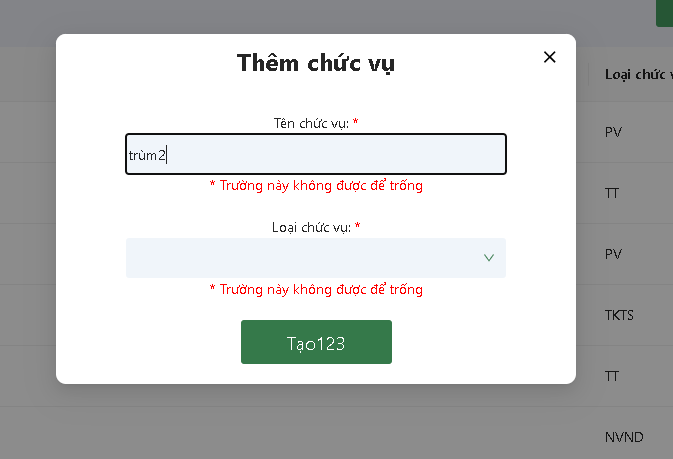 Thêm chức vụ
Loại chức v
Tên chức vụ: *
PV
trùm2
* Trường này không được để trống
TT
Loại chức vụ: *
PV
* Trường này không được để trống
TKTS
Tạo123
TT
NVND